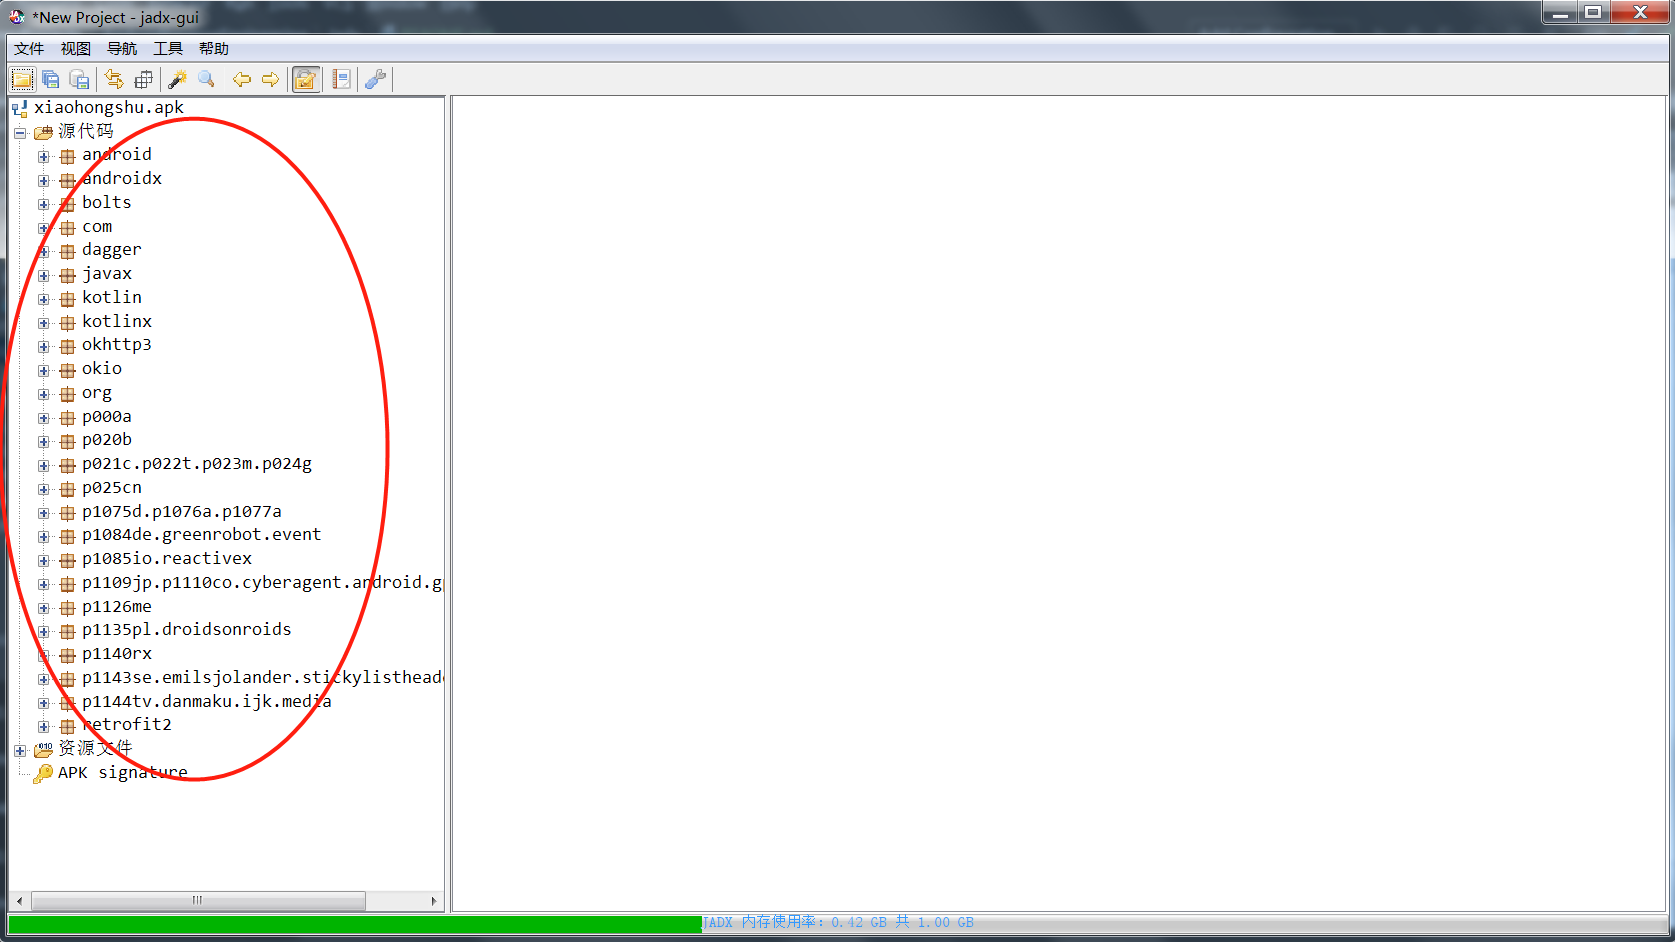 *New Project - jadx-gui
文件 视图 导航 工具 帮助
xiaohongshu.apk
源代码
android
androidx
bolts
com
dagger
javax
kotlin
kotlinx
okhttp3
okio
org
p000a
p020b
p021c.p022t.p023m.p024g
p025cn
p1075d.p1076a.p1077a
p1084de.greenrobot.event
p1085io.reactivex
p1109jp.p1110co.cyberagent.android.gp
p1126me
p1135pl.droidsonroids
p1140rx
p1143se.emilsjolander.stickylistheade
p1144tv.danmaku.ijk.media
retrofit2
资源文件
APK signature
JADX 内存使用率: 0.42 GB 共 1.00 GB